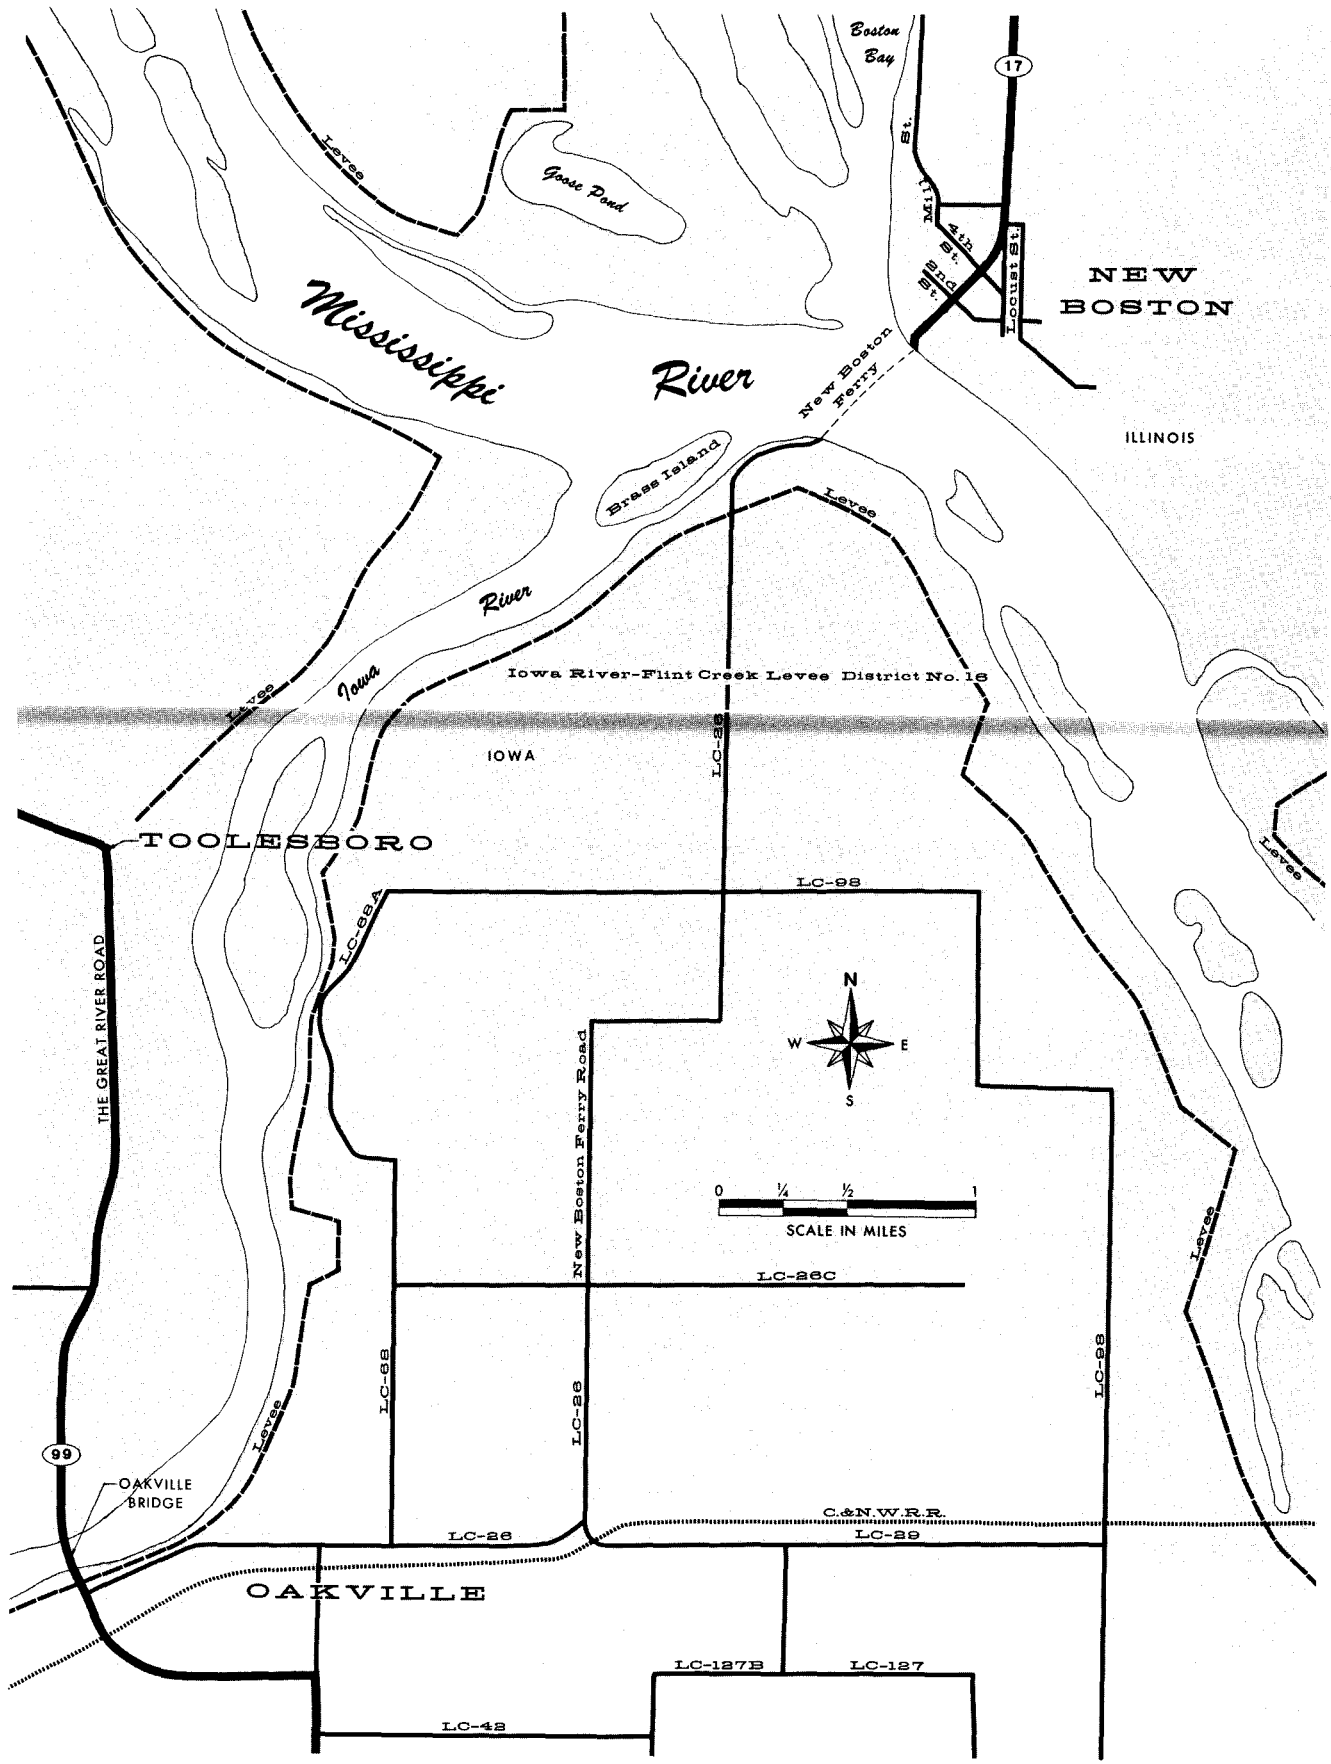 Boston
Bay
17
St.
Levee
Goose Pond
Mill
4th
St.
2nd
St.
Locust St.
NEW
BOSTON
Mississippi
River
New Boston
Ferry
ILLINOIS
Brass Island
Levee
River
Iowa
Iowa River-Flint Creek Levee District No. 16
Levee
LC-26
IOWA
TOOLESBORO
Levee
LC-98
LC-68A
THE GREAT RIVER ROAD
N
W
E
S
New Boston Ferry Road
0
1/4
1/2
1
SCALE IN MILES
Levee
LC-26C
LC-68
LC-26
LC-98
Levee
99
OAKVILLE
BRIDGE
C.&N.W.R.R.
LC-26
LC-29
OAKVILLE
LC-127B
LC-127
LC-42